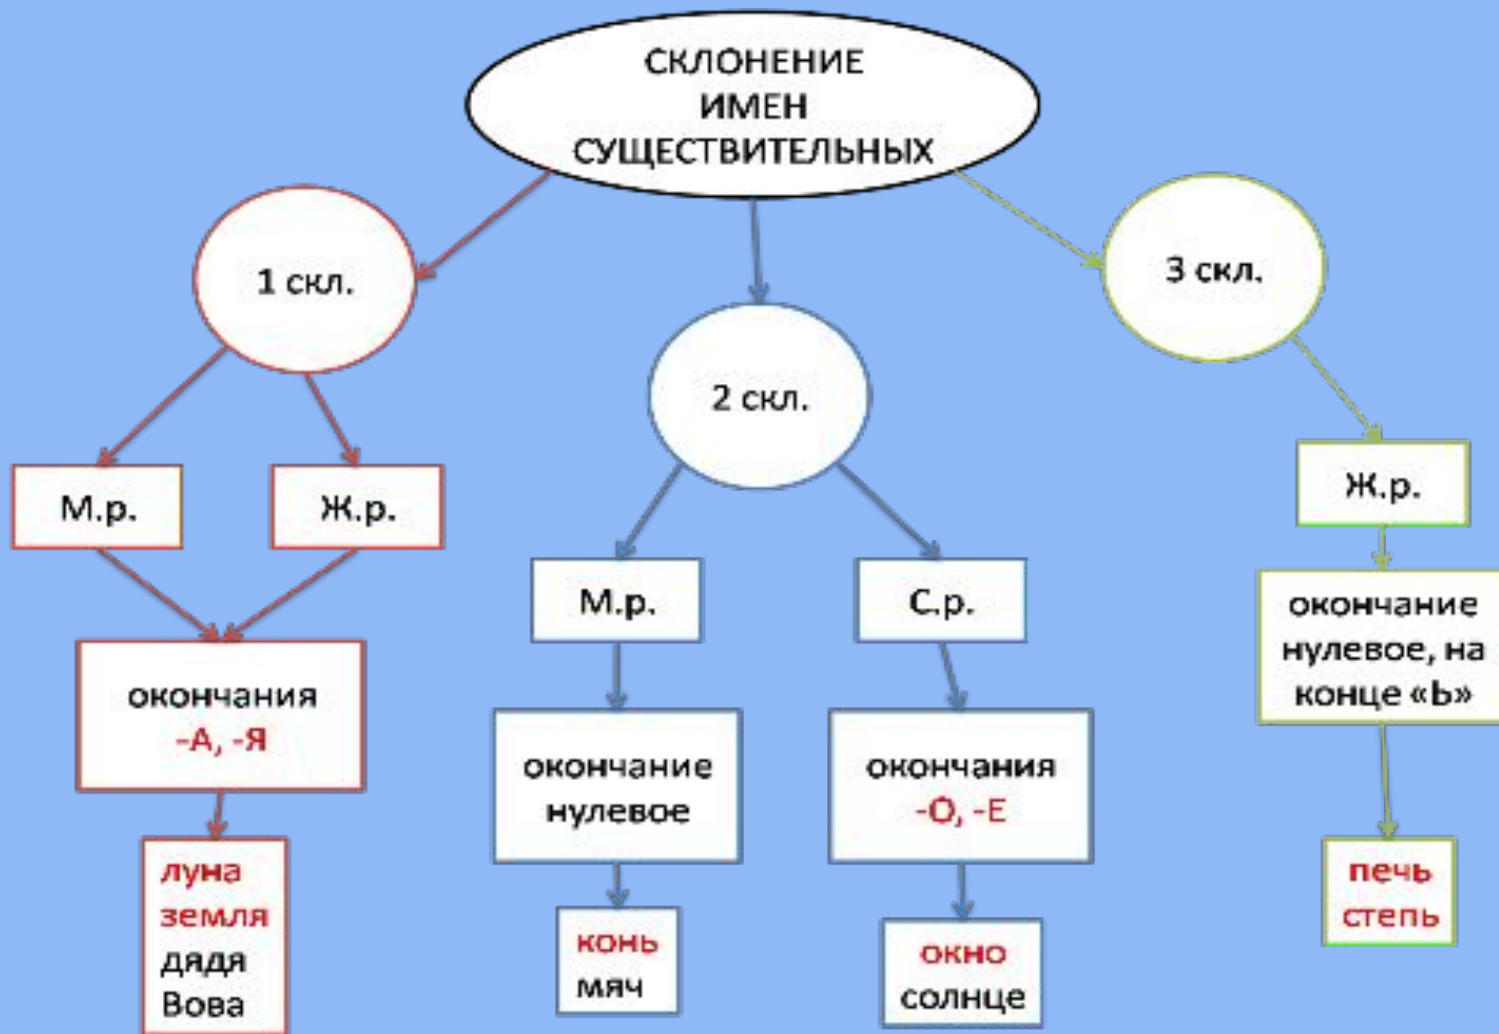 СКЛОНЕНИЕ
ИМЕН
СУЩЕСТВИТЕЛЬНЫХ
1 скл.
М.р.
Ж.р.
окончания
-А, -Я
луна
земля
дядя
Вова
2 скл.
М.р.
окончание
нулевое
конь
мяч
С.р.
окончания
-О, -Е
окно
солнце
3 скл.
Ж.р.
окончание
нулевое, на
конце «Ь»
печь
степь